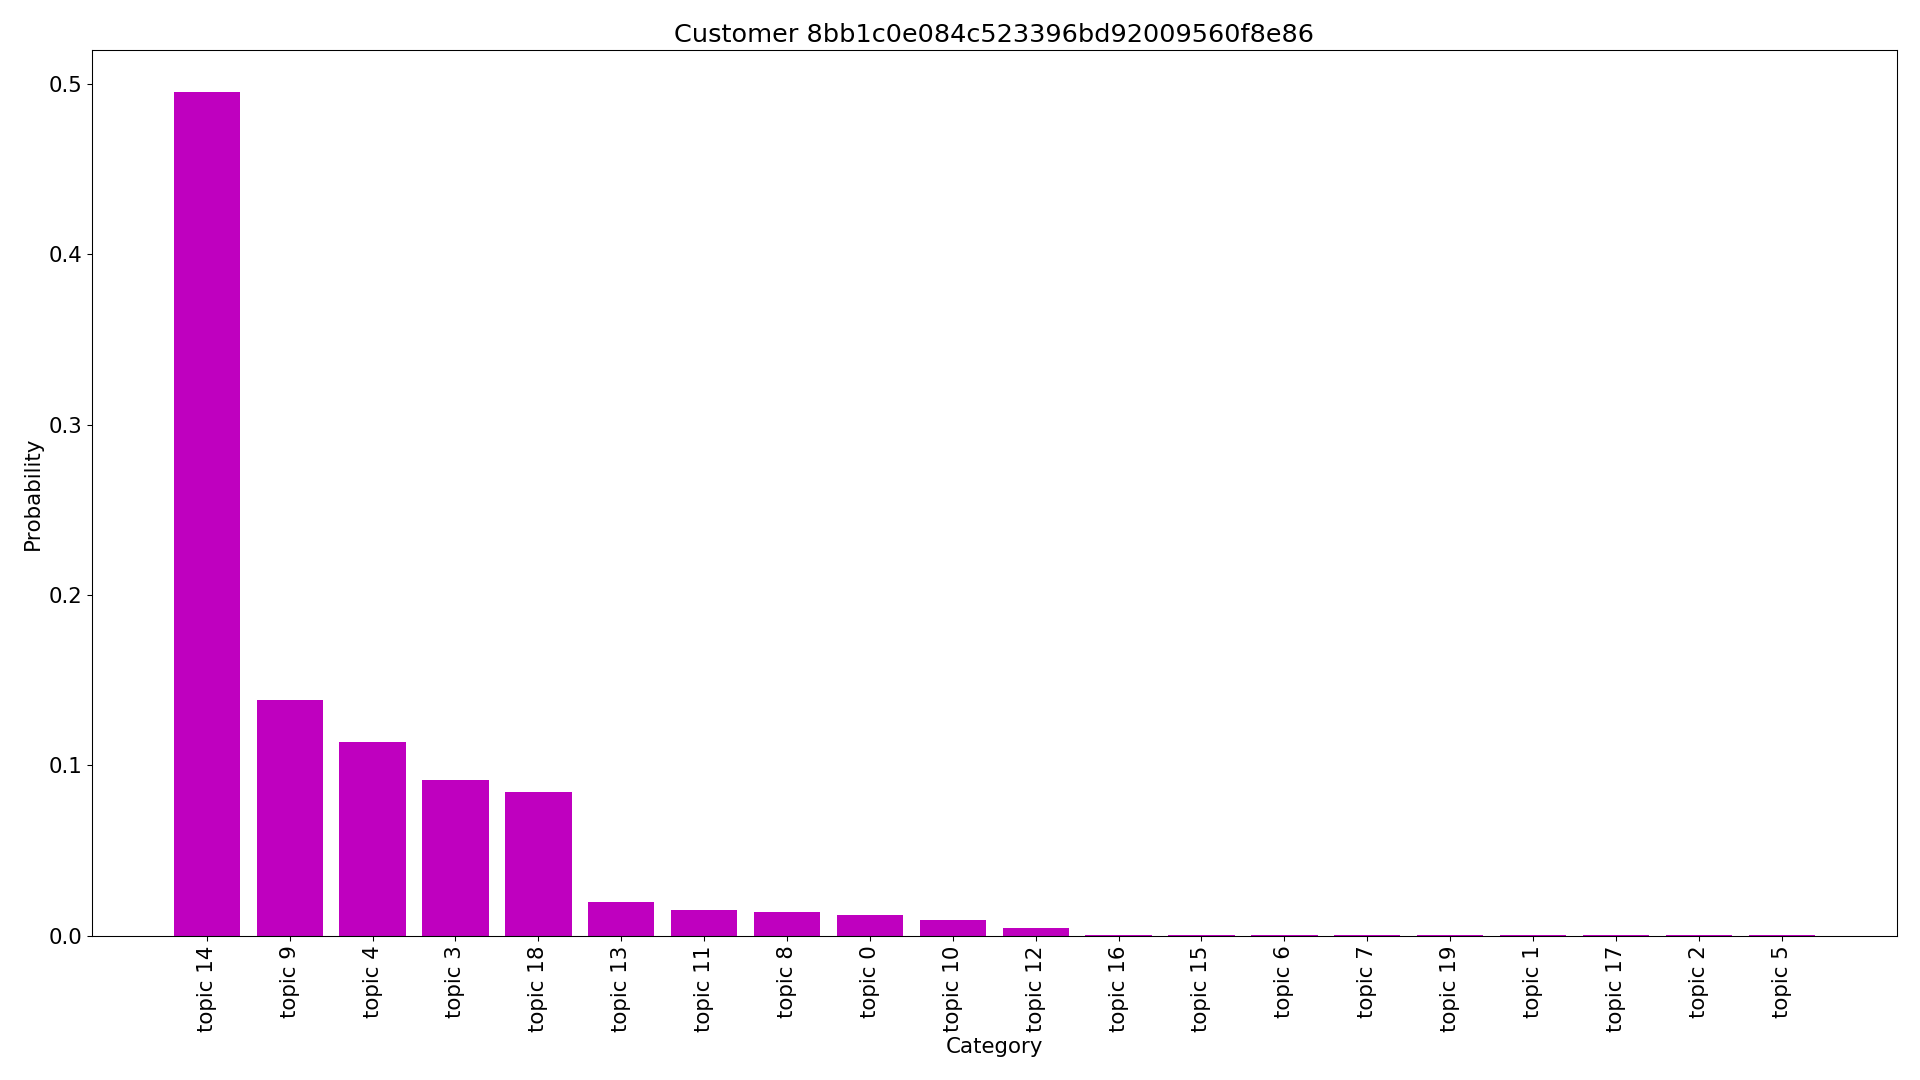 Customer 8bb1c0e084c523396bd92009560f8e86
Probability
0.5
0.4
0.3
0.2
0.1
0.0
topic 14
topic 9
topic 4
topic 3
topic 18
topic 13
topic 11
topic 8
topic 0
topic 10
topic 12
topic 16
topic 15
topic 6
topic 7
topic 19
topic 1
topic 17
topic 2
topic 5
Category